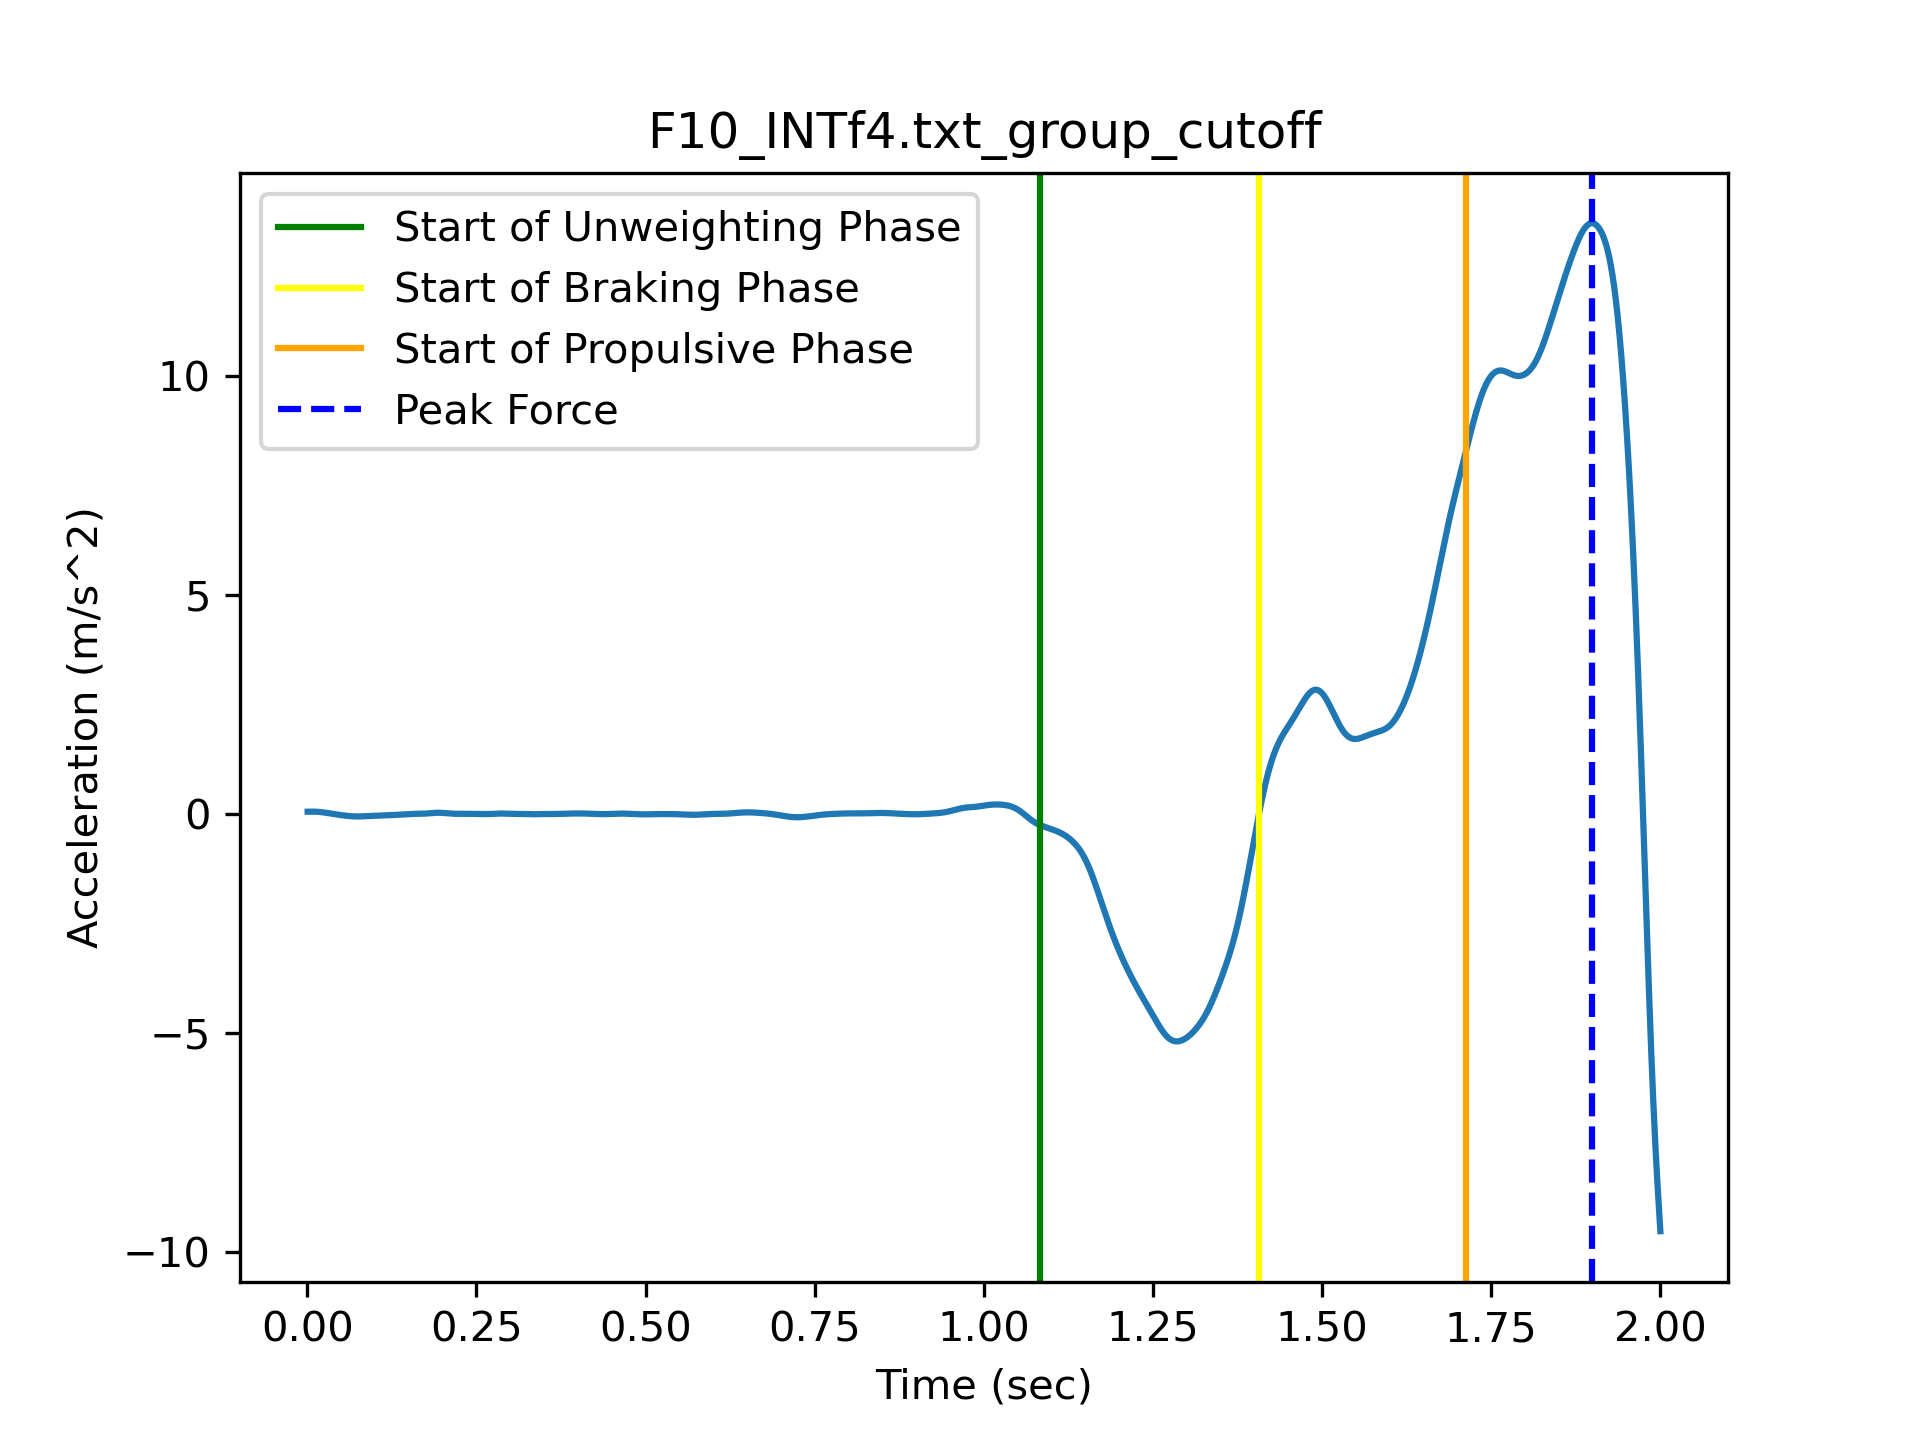 F10_INTf4.txt_group_cutoff
Start of Unweighting Phase
Start of Braking Phase
Start of Propulsive Phase
Peak Force
10
5
0
−5
−10
Acceleration (m/s^2)
0.00 0.25 0.50 0.75 1.00 1.25 1.50 1.75 2.00
Time (sec)